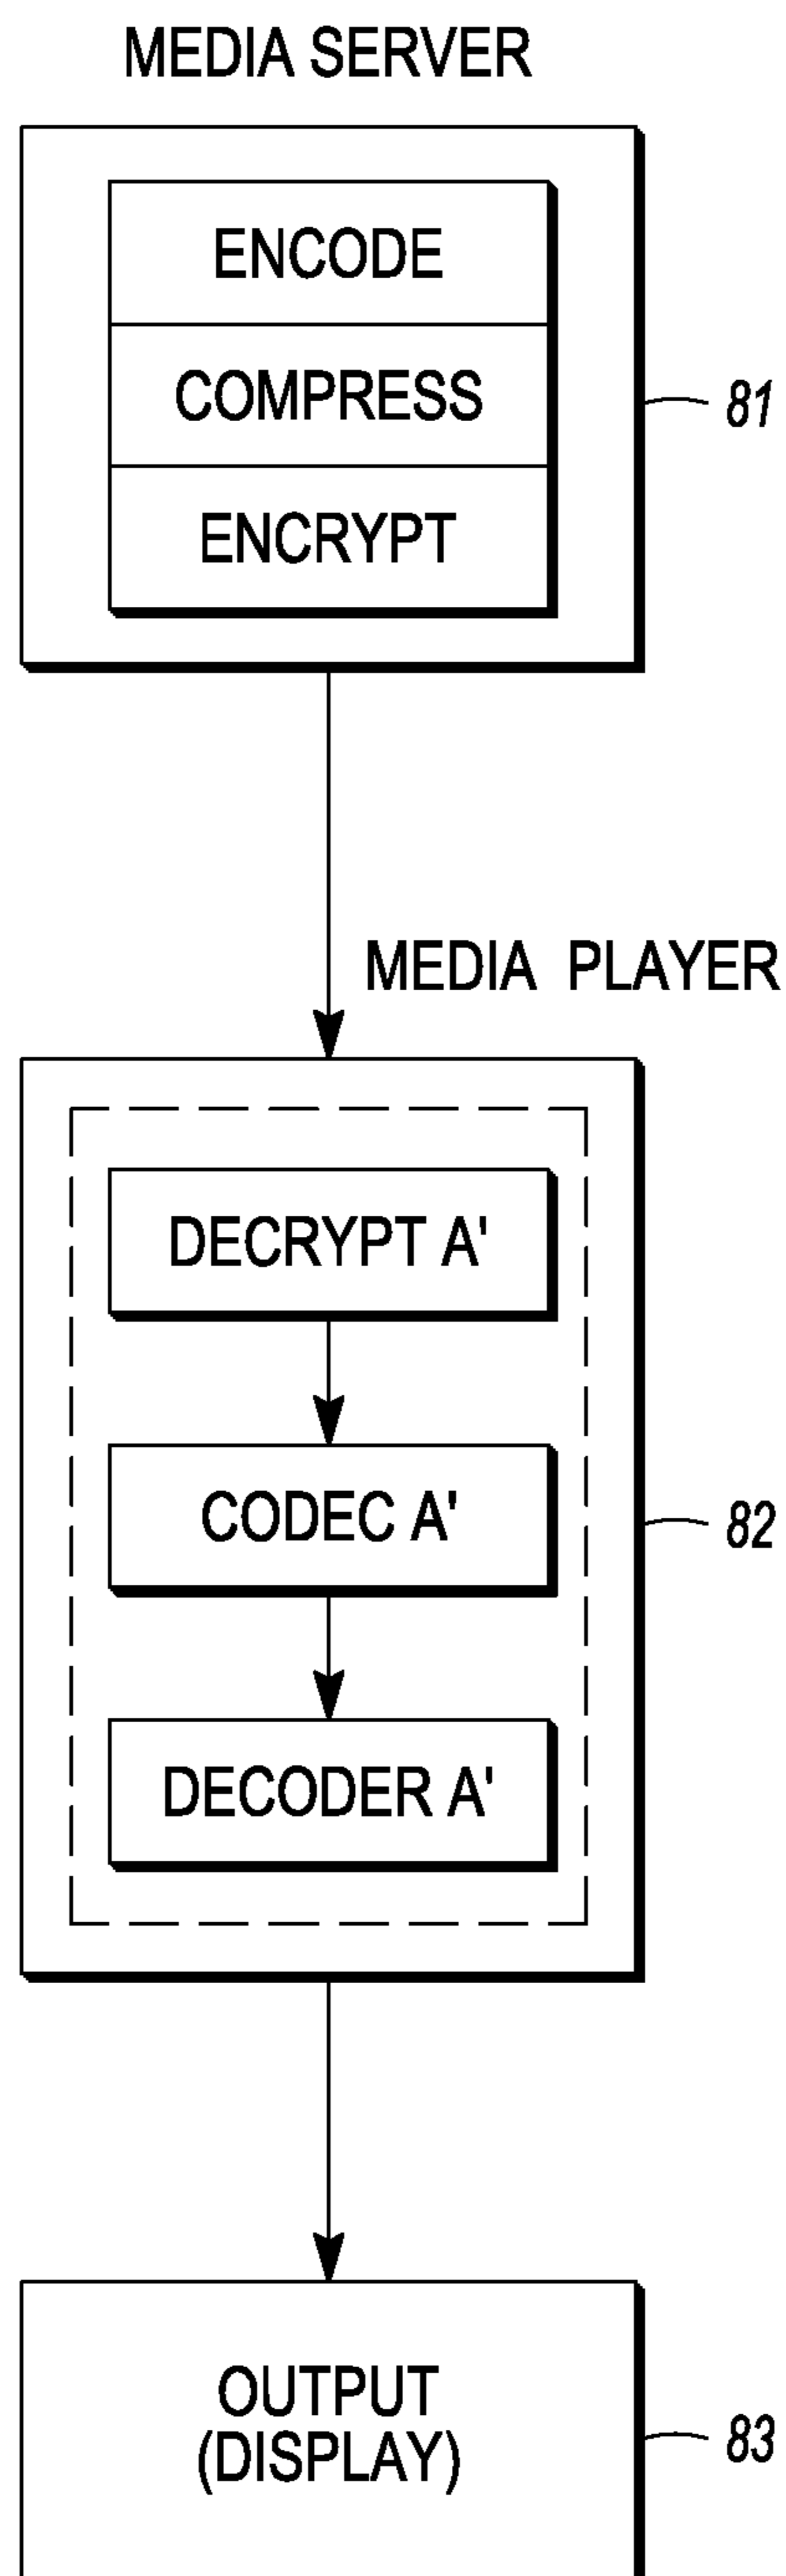 MEDIA SERVER
ENCODE
COMPRESS
81
ENCRYPT
MEDIA PLAYER
DECRYPT A'
CODEC A'
82
DECODER A'
OUTPUT
(DISPLAY)
83